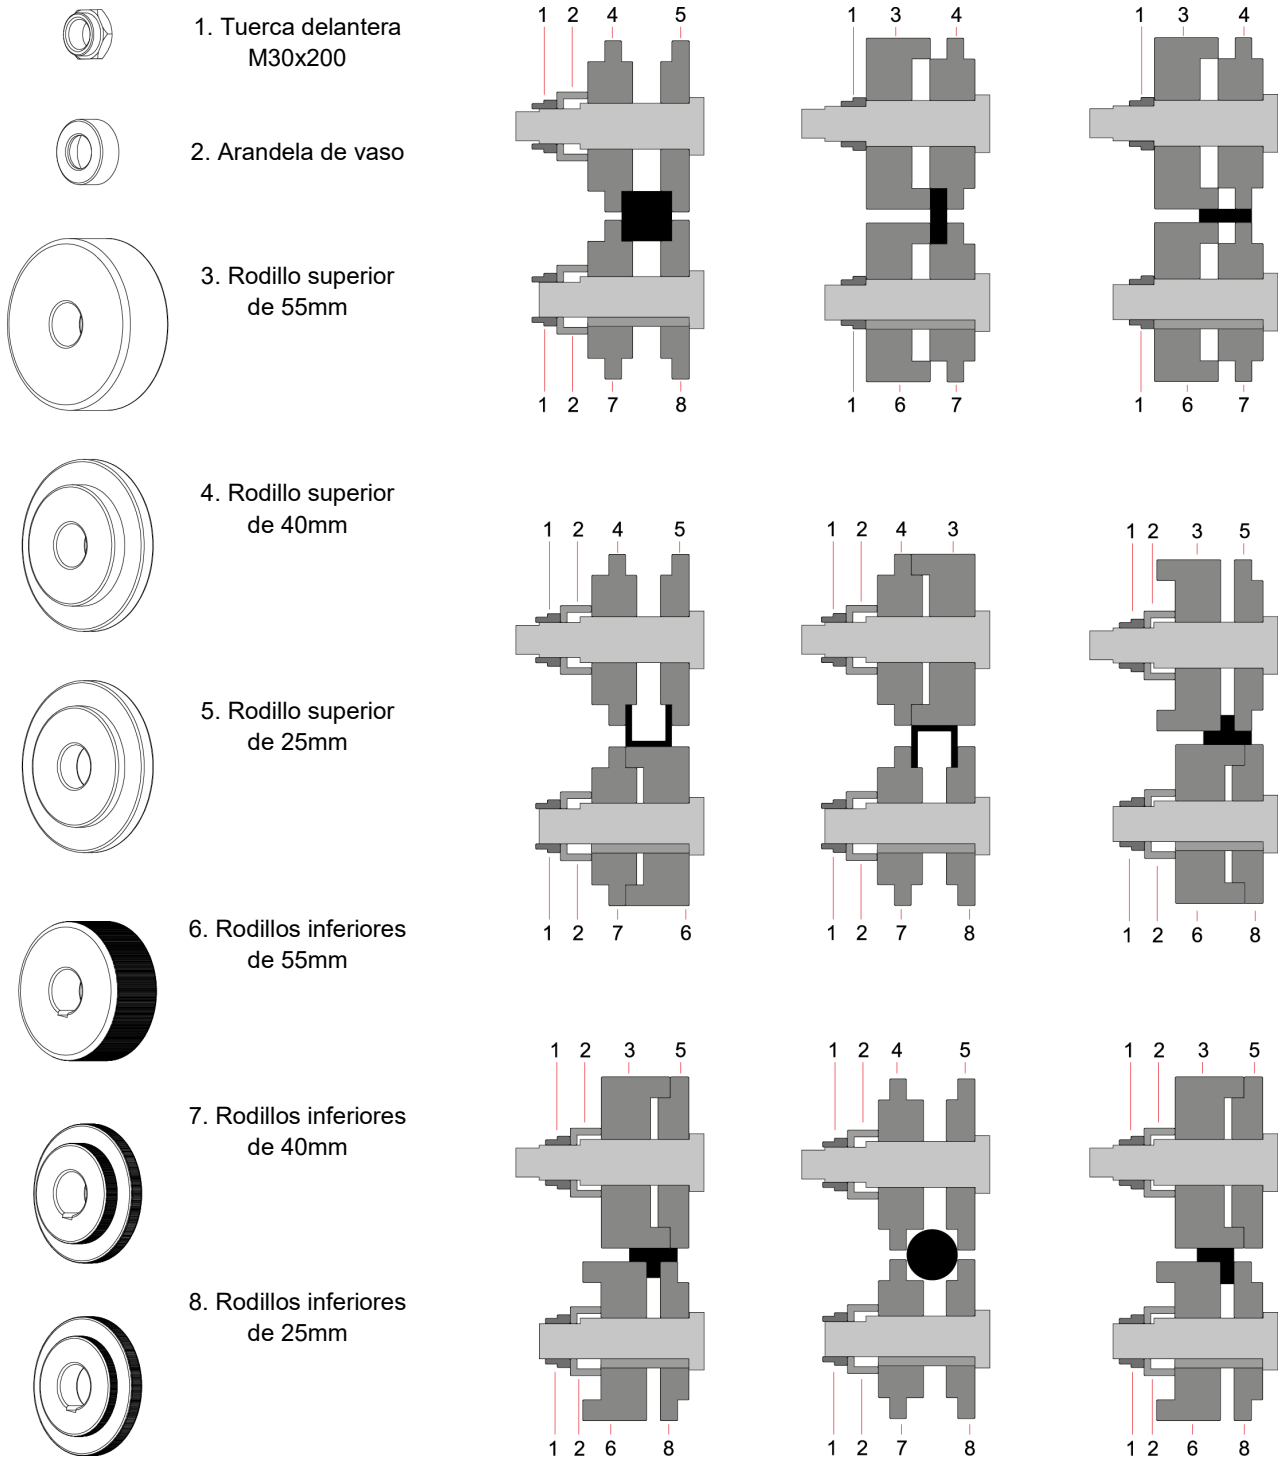 1. Tuerca delantera
M30x200
2. Arandela de vaso
3. Rodillo superior
de 55mm
4. Rodillo superior
de 40mm
5. Rodillo superior
de 25mm
6. Rodillos inferiores
de 55mm
7. Rodillos inferiores
de 40mm
8. Rodillos inferiores
de 25mm
1 2 4 5
1 3 4
1 3 4
1 2 7 8
1 6 7
1 6 7
1 2 4 5
1 2 4 3
1 2 3 5
1 2 7 6
1 2 7 8
1 2 6 8
1 2 3 5
1 2 4 5
1 2 3 5
1 2 6 8
1 2 7 8
1 2 6 8